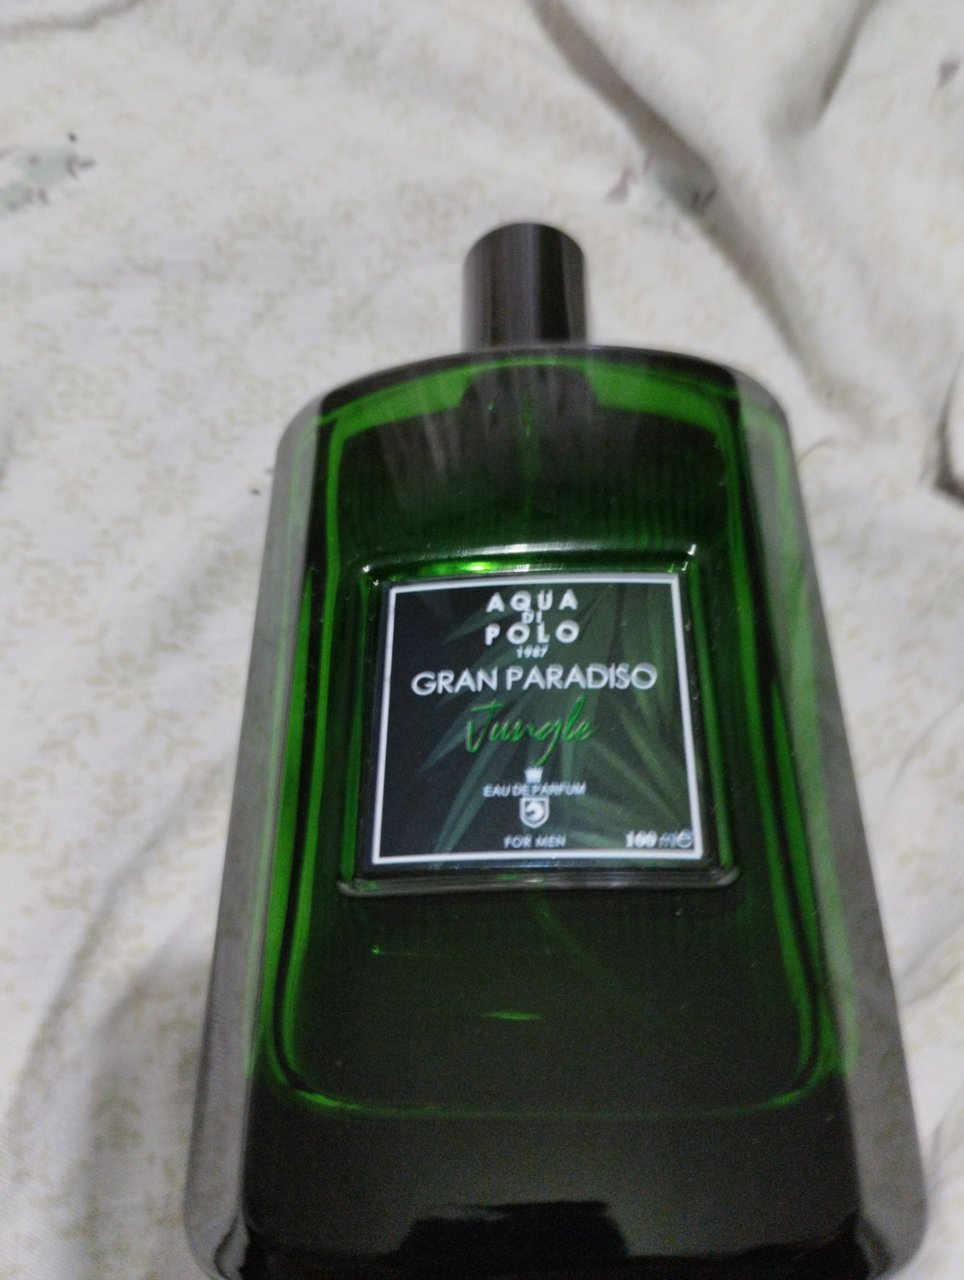 AQUA
DI
POLO
1987
GRAN PARADISO
Jungle
EAU DE PARFUM
FOR MEN
100 ml e